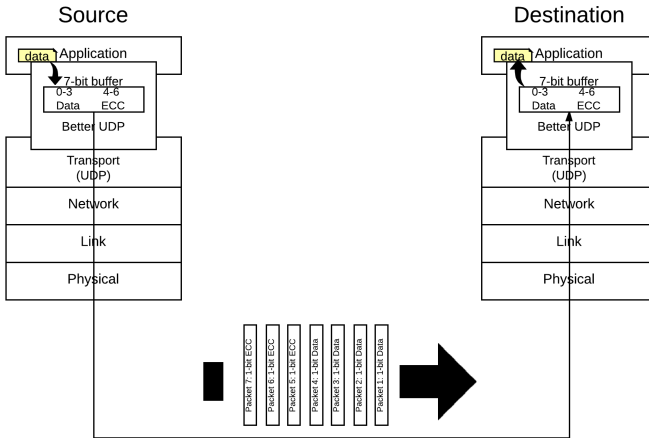 Source
Destination
Application
data
7-bit buffer
0-3 4-6
Data ECC
Better UDP
Transport
(UDP)
Network
Link
Physical
Application
data
7-bit buffer
0-3 4-6
Data ECC
Better UDP
Transport
(UDP)
Network
Link
Physical
Packet 7: 1-bit ECC
Packet 6: 1-bit ECC
Packet 5: 1-bit ECC
Packet 4: 1-bit Data
Packet 3: 1-bit Data
Packet 2: 1-bit Data
Packet 1: 1-bit Data